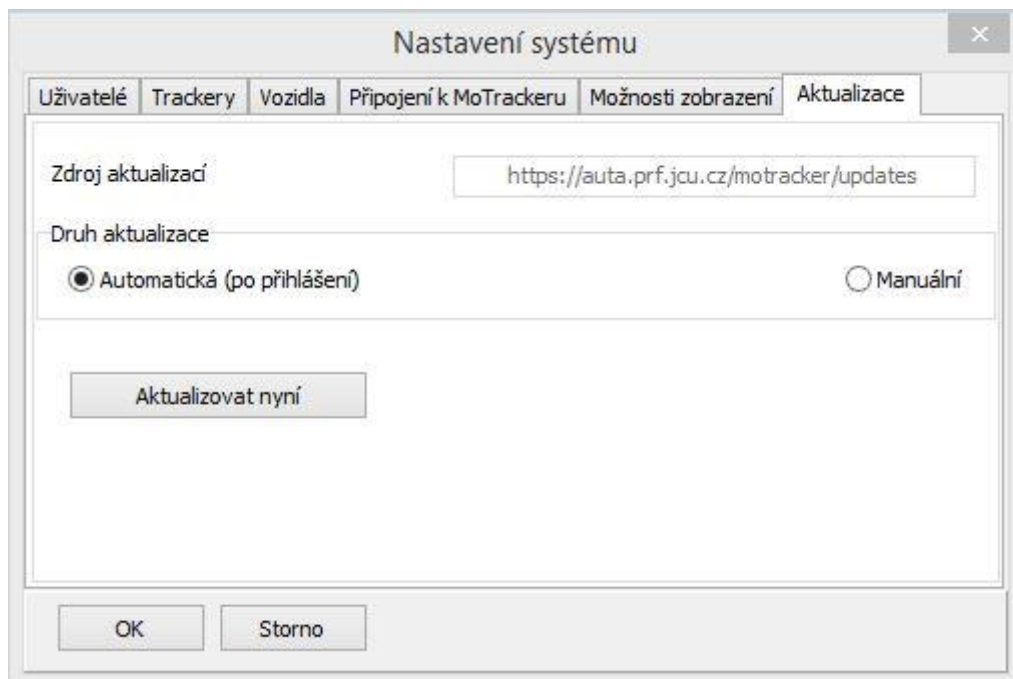 Nastavení systému
Uživatelé Trackery Vozidla Připojení k MoTrackeru Možnosti zobrazení Aktualizace
Zdroj aktualizací https://auta.prf.jcu.cz/motracker/updates
Druh aktualizace
Automatická (po přihlášení) Manuální
Aktualizovat nyní
OK Storno